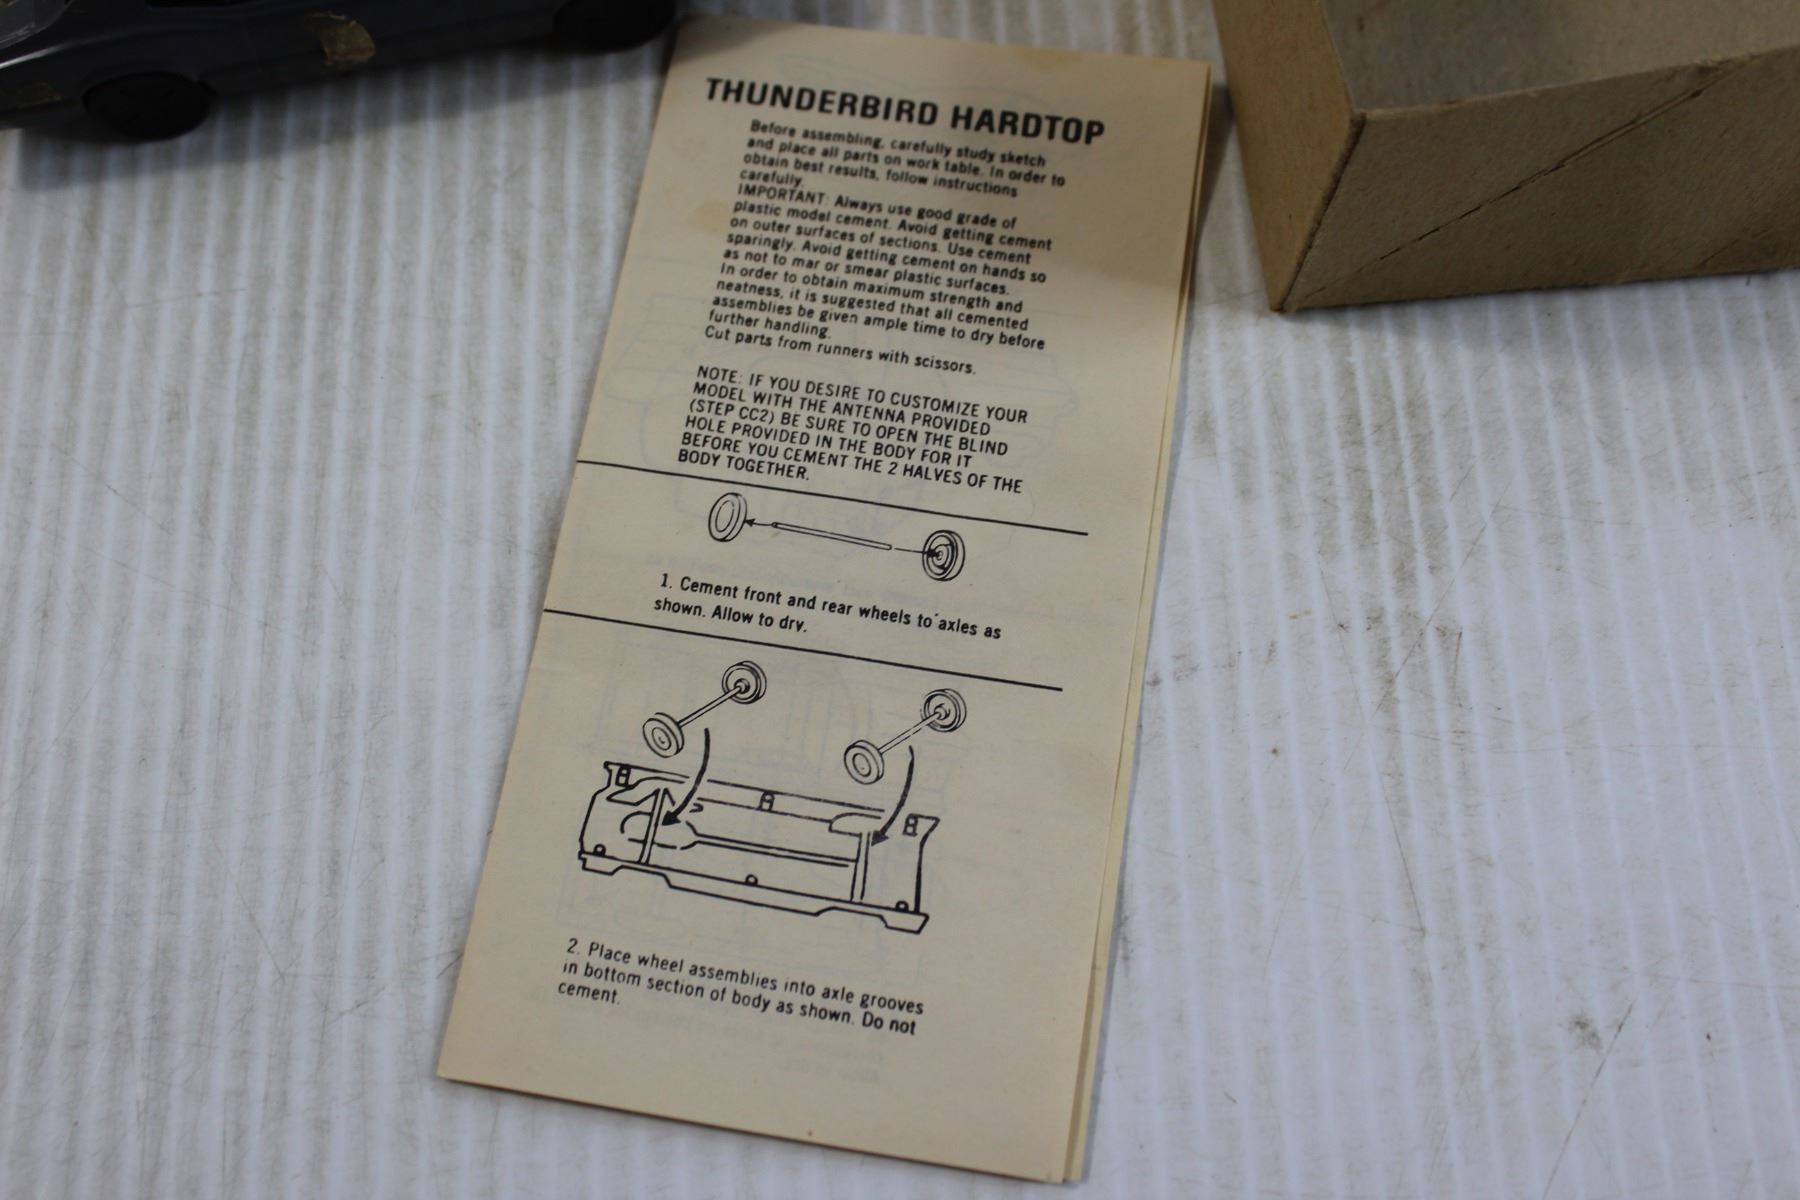 THUNDERBIRD HARDTOP
Before assembling, carefully study sketch
and place all parts on work table. In order to
obtain best results, follow instructions
carefully.
IMPORTANT: Always use good grade of
plastic model cement. Avoid getting cement
on outer surfaces of sections. Use cement
sparingly. Avoid getting cement on hands so
as not to mar or smear plastic surfaces.
In order to obtain maximum strength and
neatness, it is suggested that all cemented
assemblies be given ample time to dry before
further handling.
Cut parts from runners with scissors.
NOTE: IF YOU DESIRE TO CUSTOMIZE YOUR
MODEL WITH THE ANTENNA PROVIDED
(STEP CC2) BE SURE TO OPEN THE BLIND
HOLE PROVIDED IN THE BODY FOR IT
BEFORE YOU CEMENT THE 2 HALVES OF THE
BODY TOGETHER.
1. Cement front and rear wheels to axles as
shown. Allow to dry.
2. Place wheel assemblies into axle grooves
in bottom section of body as shown. Do not
cement.